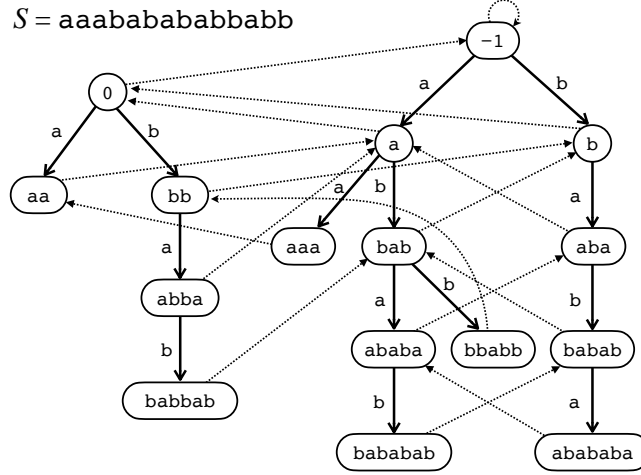 S = aaababababbabb
-1
a b
0
a b
a b
aa bb
a b a
aaa bab aba
a a b b
abba ababa bbabb babab
b b a
babbab bababab abababa